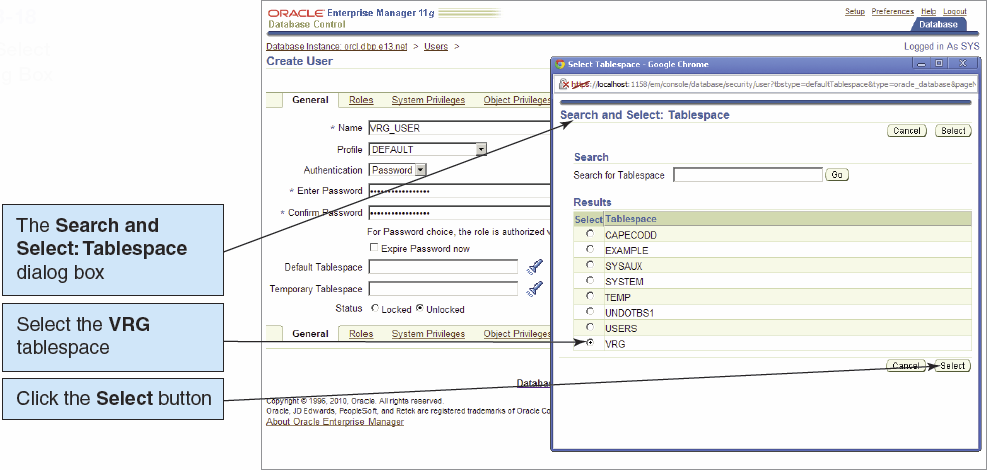 ORACLE Enterprise Manager 11g
Database Control
Setup Preferences Help Logout
Database
Database Instance: orcl.dbp.e13.net > Users >
Logged in As SYS
Create User
General Roles System Privileges Object Privileges
* Name VRG_USER
Profile DEFAULT
Authentication Password
* Enter Password •••••••••••••••••
* Confirm Password •••••••••••••••••
For Password choice, the role is authorized v
Expire Password now
Default Tablespace
Temporary Tablespace
Status Locked Unlocked
General Roles System Privileges Object Privileges
Databas
Copyright © 1996, 2010, Oracle. All rights reserved.
Oracle, JD Edwards, PeopleSoft, and Retek are registered trademarks of Oracle Co
About Oracle Enterprise Manager
Select Tablespace - Google Chrome
https://localhost:1158/em/console/database/security/user?tbstype=defaultTablespace&type=oracle_database&pageN
Search and Select: Tablespace
Cancel Select
Search
Search for Tablespace Go
Results
Select Tablespace
CAPECODD
EXAMPLE
SYSAUX
SYSTEM
TEMP
UNDOTBS1
USERS
VRG
Cancel Select
The Search and
Select: Tablespace
dialog box
Select the VRG
tablespace
Click the Select button